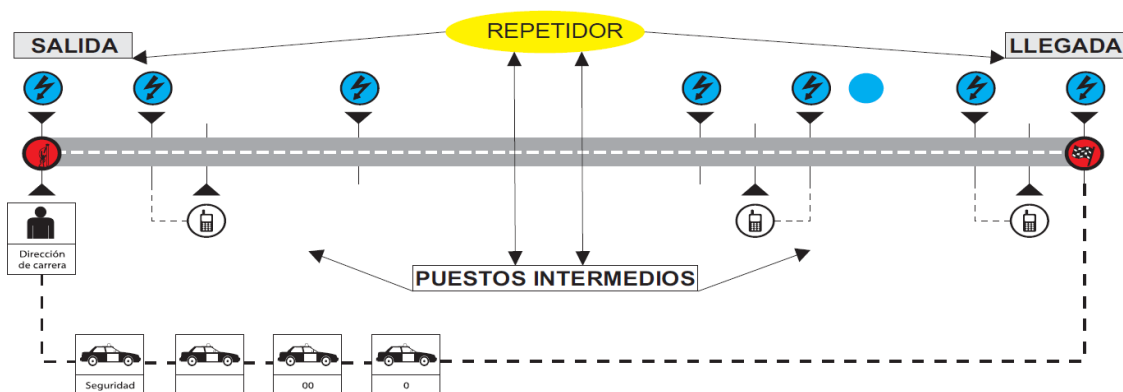 REPETIDOR
SALIDA
LLEGADA
Dirección
de carrera
PUESTOS INTERMEDIOS
Seguridad
00
0